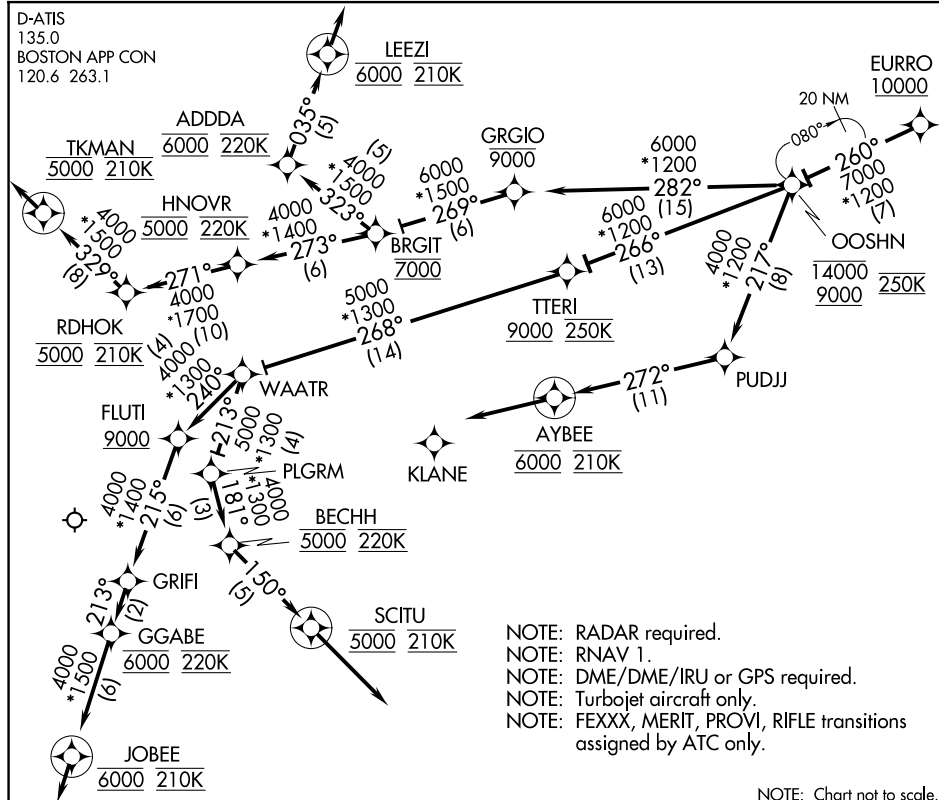 D-ATIS
135.0
BOSTON APP CON
120.6 263.1
LEEZI
6000 210K
EURRO
10000
20 NM
080°
260°
7000
*1200
(7)
ADDDA
6000 220K
035°
(5)
GRGIO
9000
6000
*1200
282°
(15)
TKMAN
5000 210K
(5)
4000
*1500
323°
6000
*1500
269°
(6)
HNOVR
5000 220K
4000
*1400
273°
(6)
BRGIT
7000
6000
*1200
266°
(13)
OOSHN
14000
9000 250K
4000
*1200
217°
(8)
4000
*1500
329°
(8)
271°
4000
*1700
(10)
RDHOK
5000 210K
TTERI
9000 250K
5000
*1300
268°
(14)
(4)
4000
*1300
240°
WAATR
PUDJJ
272°
(11)
FLUTI
9000
213°
5000
*1300
(4)
AYBEE
6000 210K
KLANE
PLGRM
4000
*1300
181°
(3)
4000
*1400
215°
(6)
BECHH
5000 220K
150°
(5)
GRIFI
213°
(2)
GGABE
6000 220K
SCITU
5000 210K
4000
*1500
(6)
JOBEE
6000 210K
NOTE: RADAR required.
NOTE: RNAV 1.
NOTE: DME/DME/IRU or GPS required.
NOTE: Turbojet aircraft only.
NOTE: FEXXX, MERIT, PROVI, RIFLE transitions
assigned by ATC only.
NOTE: Chart not to scale.